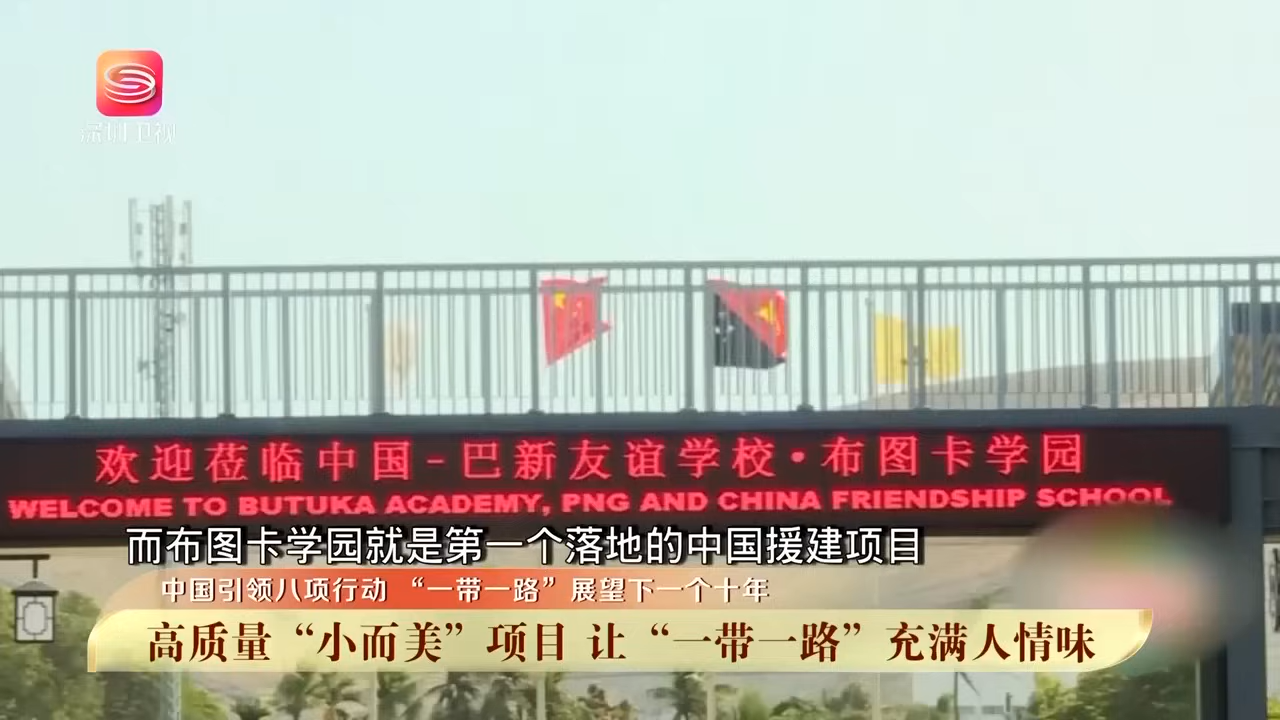 深圳卫视
欢迎莅临中国-巴新友谊学校·布图卡学园
WELCOME TO BUTUKA ACADEMY, PNG AND CHINA FRIENDSHIP SCHOOL
而布图卡学园就是第一个落地的中国援建项目
中国引领八项行动 “一带一路”展望下一个十年
高质量“小而美”项目 让“一带一路”充满人情味